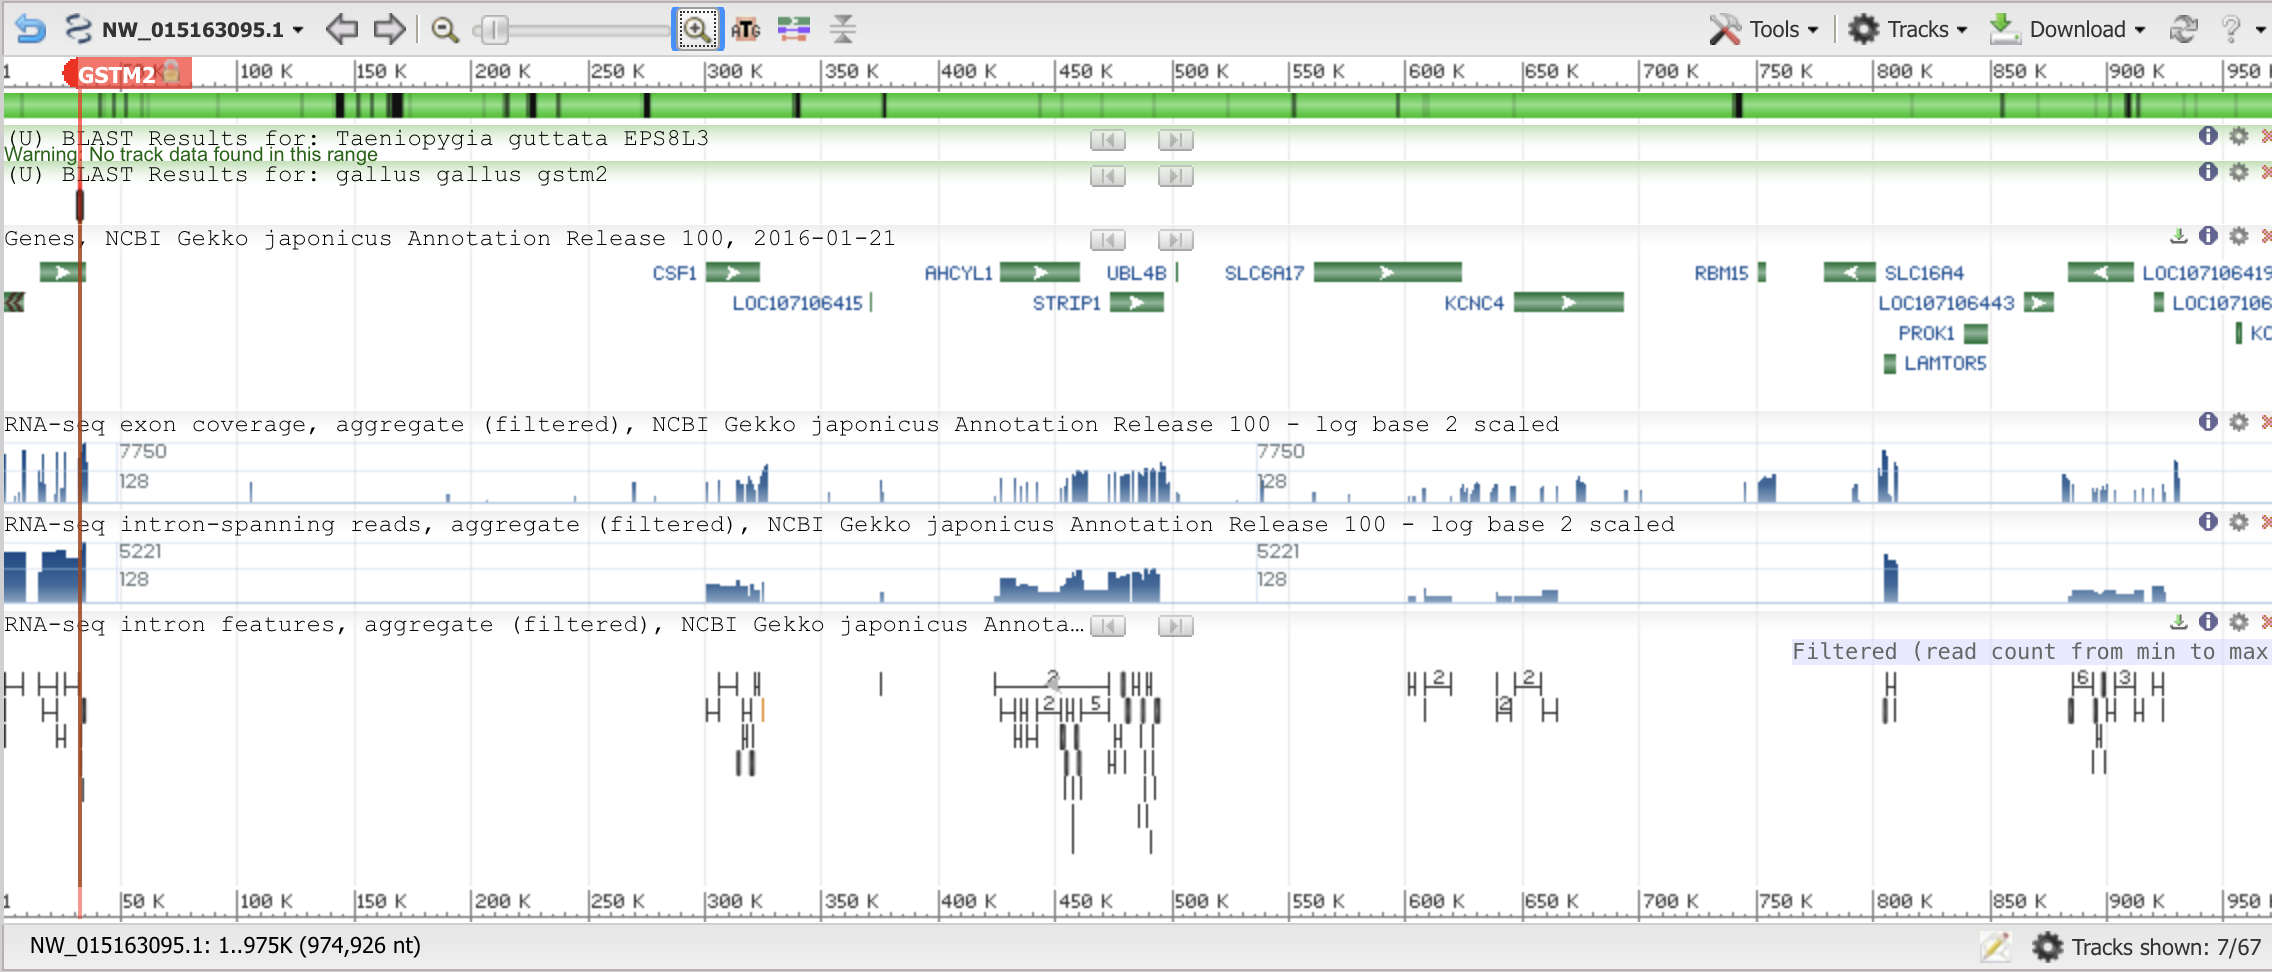 NW_015163095.1 ATG Tools Tracks Download ?
1 GSTM2 100 K 150 K 200 K 250 K 300 K 350 K 400 K 450 K 500 K 550 K 600 K 650 K 700 K 750 K 800 K 850 K 900 K 950
(U) BLAST Results for: Taeniopygia guttata EPS8L3
Warning: No track data found in this range
(U) BLAST Results for: gallus gallus gstm2
Genes, NCBI Gekko japonicus Annotation Release 100, 2016-01-21
CSF1 AHCYL1 UBL4B SLC6A17 RBM15 SLC16A4 LOC107106419
LOC107106415 STRIP1 KCNC4 LOC107106443 LOC107106
PROK1 KC
LAMTOR5
RNA-seq exon coverage, aggregate (filtered), NCBI Gekko japonicus Annotation Release 100 - log base 2 scaled
7750 7750
128 128
RNA-seq intron-spanning reads, aggregate (filtered), NCBI Gekko japonicus Annotation Release 100 - log base 2 scaled
5221 5221
128 128
RNA-seq intron features, aggregate (filtered), NCBI Gekko japonicus Annota...
Filtered (read count from min to max
2 2 2 6 3
2 5 2
1 50 K 100 K 150 K 200 K 250 K 300 K 350 K 400 K 450 K 500 K 550 K 600 K 650 K 700 K 750 K 800 K 850 K 900 K 950
NW_015163095.1: 1..975K (974,926 nt) Tracks shown: 7/67